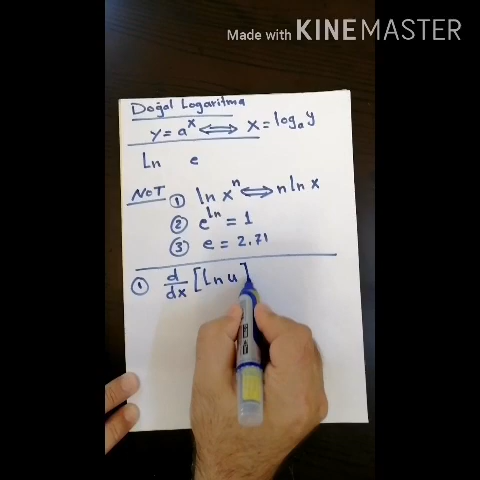 Made with KINEMASTER
Doğal Logaritma
y = a^x ⟺ x = log_a y
Ln e
NOT ① ln x^n ⟺ n ln x
② e^ln = 1
③ e = 2.71
① d/dx [Ln u]